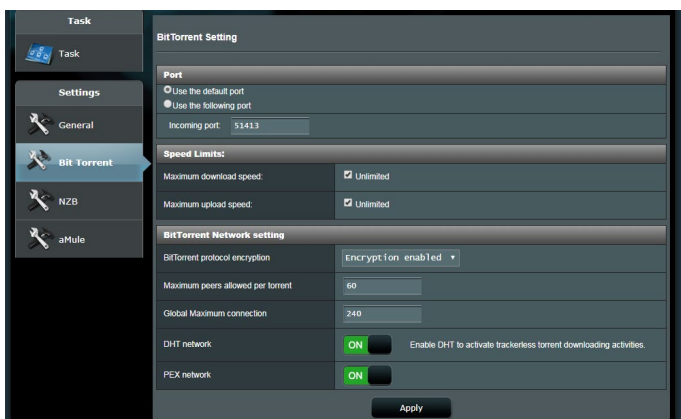 Task
Task
Settings
General
Bit Torrent
NZB
aMule
BitTorrent Setting
Port
Use the default port
Use the following port
Incoming port: 51413
Speed Limits:
Maximum download speed: Unlimited
Maximum upload speed: Unlimited
BitTorrent Network setting
BitTorrent protocol encryption Encryption enabled
Maximum peers allowed per torrent 60
Global Maximum connection 240
DHT network ON Enable DHT to activate trackerless torrent downloading activities.
PEX network ON
Apply